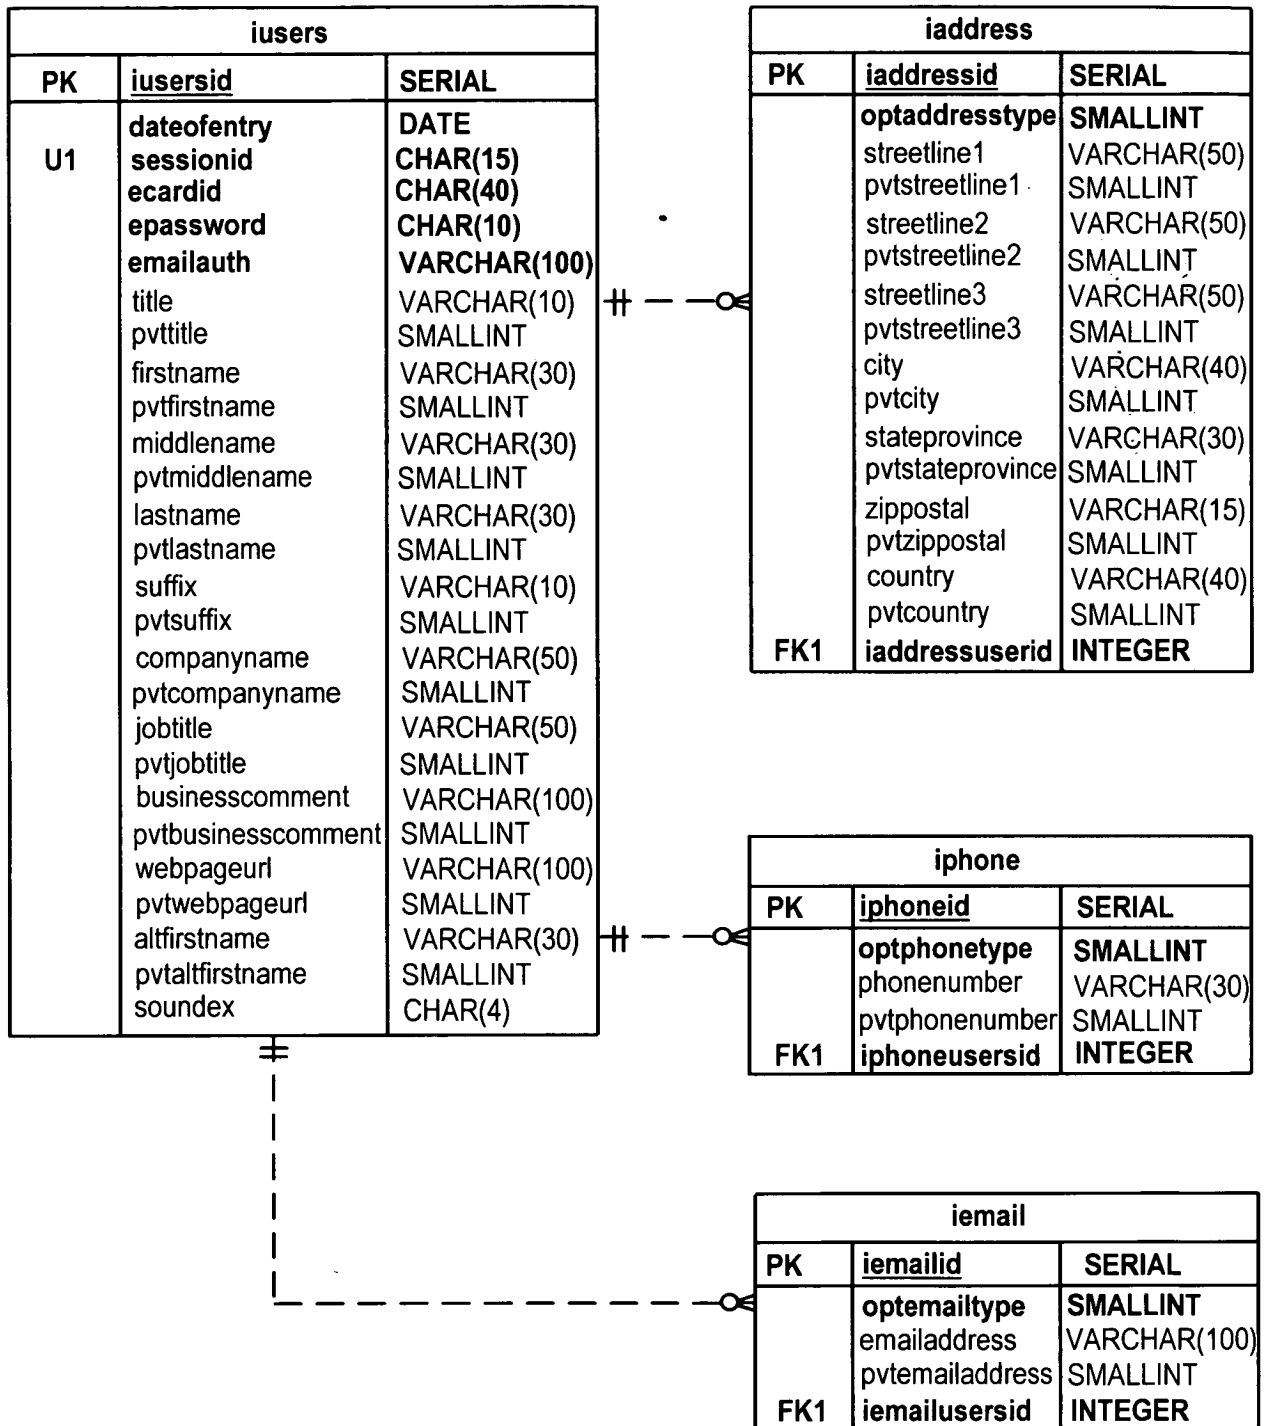 iusers
PK iusersid SERIAL
dateofentry DATE
U1 sessionid CHAR(15)
ecardid CHAR(40)
epassword CHAR(10)
emailauth VARCHAR(100)
title VARCHAR(10)
pvttitle SMALLINT
firstname VARCHAR(30)
pvtfirstname SMALLINT
middlename VARCHAR(30)
pvtmiddlename SMALLINT
lastname VARCHAR(30)
pvtlastname SMALLINT
suffix VARCHAR(10)
pvtsuffix SMALLINT
companyname VARCHAR(50)
pvtcompanyname SMALLINT
jobtitle VARCHAR(50)
pvtjobtitle SMALLINT
businesscomment VARCHAR(100)
pvtbusinesscomment SMALLINT
webpageurl VARCHAR(100)
pvtwebpageurl SMALLINT
altfirstname VARCHAR(30)
pvtaltfirstname SMALLINT
soundex CHAR(4)
iaddress
PK iaddressid SERIAL
optaddresstype SMALLINT
streetline1 VARCHAR(50)
pvtstreetline1 SMALLINT
streetline2 VARCHAR(50)
pvtstreetline2 SMALLINT
streetline3 VARCHAR(50)
pvtstreetline3 SMALLINT
city VARCHAR(40)
pvtcity SMALLINT
stateprovince VARCHAR(30)
pvtstateprovince SMALLINT
zippostal VARCHAR(15)
pvtzippostal SMALLINT
country VARCHAR(40)
pvtcountry SMALLINT
FK1 iaddressuserid INTEGER
iphone
PK iphoneid SERIAL
optphonetype SMALLINT
phonenumber VARCHAR(30)
pvtphonenumber SMALLINT
FK1 iphoneusersid INTEGER
iemail
PK iemailid SERIAL
optemailtype SMALLINT
emailaddress VARCHAR(100)
pvtemailaddress SMALLINT
FK1 iemailusersid INTEGER